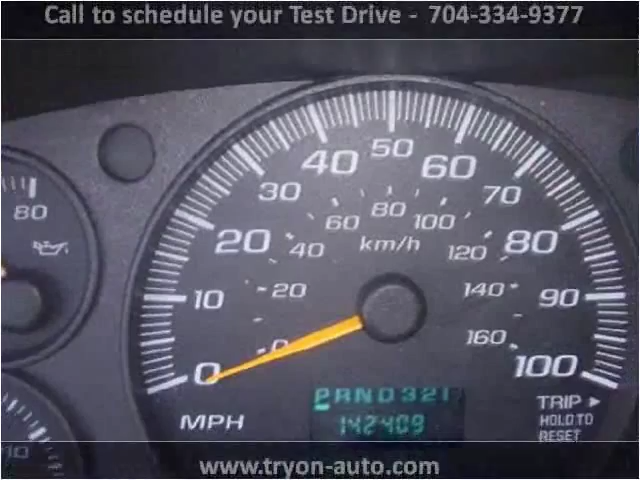 Call to schedule your Test Drive - 704-334-9377
50
40 60
30 80 70
60 100
80
20 40 km/h 120 80
10 20 140 90
0 160
0 100
PRND321 TRIP ►
MPH 142409 HOLD TO
RESET
10
www.tryon-auto.com